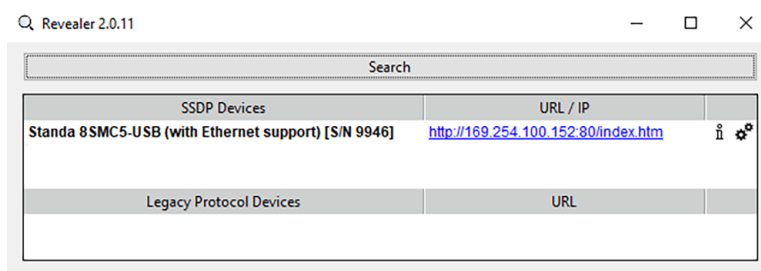 Revealer 2.0.11
Search
SSDP Devices URL / IP
Standa 8SMC5-USB (with Ethernet support) [S/N 9946] http://169.254.100.152:80/index.htm
Legacy Protocol Devices URL